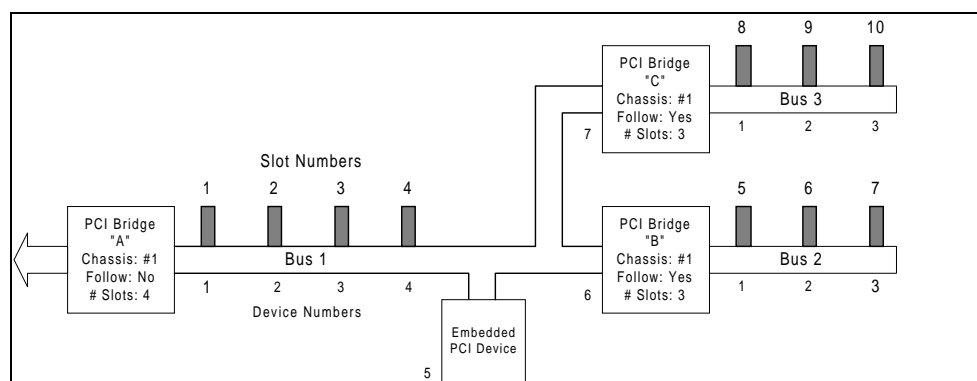 8 9 10
PCI Bridge
"C"
Chassis: #1
Follow: Yes
# Slots: 3
Bus 3
7
1 2 3
Slot Numbers
1 2 3 4
5 6 7
PCI Bridge
"A"
Chassis: #1
Follow: No
# Slots: 4
Bus 1
1 2 3 4
Device Numbers
PCI Bridge
"B"
Chassis: #1
Follow: Yes
# Slots: 3
Bus 2
6
1 2 3
Embedded
PCI Device
5